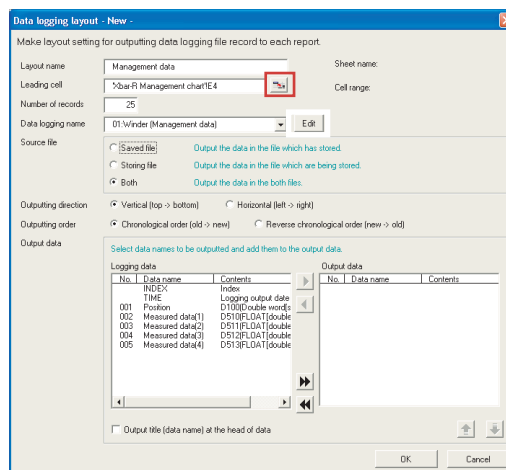 Data logging layout - New -
Make layout setting for outputting data logging file record to each report.
Layout name Management data Sheet name:
Leading cell 'Xbar-R Management chart'!E4 Cell range:
Number of records 25
Data logging name 01:Winder (Management data) Edit
Source file
Saved file Output the data in the file which has stored.
Storing file Output the data in the file which are being stored.
Both Output the data in the both files.
Outputting direction Vertical (top -> bottom) Horizontal (left -> right)
Outputting order Chronological order (old -> new) Reverse chronological order (new -> old)
Output data Select data names to be outputted and add them to the output data.
Logging data Output data
No. Data name Contents No. Data name Contents
INDEX Index
TIME Logging output date
001 Position D100[Double word[s
002 Measured data(1) D510[FLOAT[double
003 Measured data(2) D511[FLOAT[double
004 Measured data(3) D512[FLOAT[double
005 Measured data(4) D513[FLOAT[double
Output title (data name) at the head of data
OK Cancel